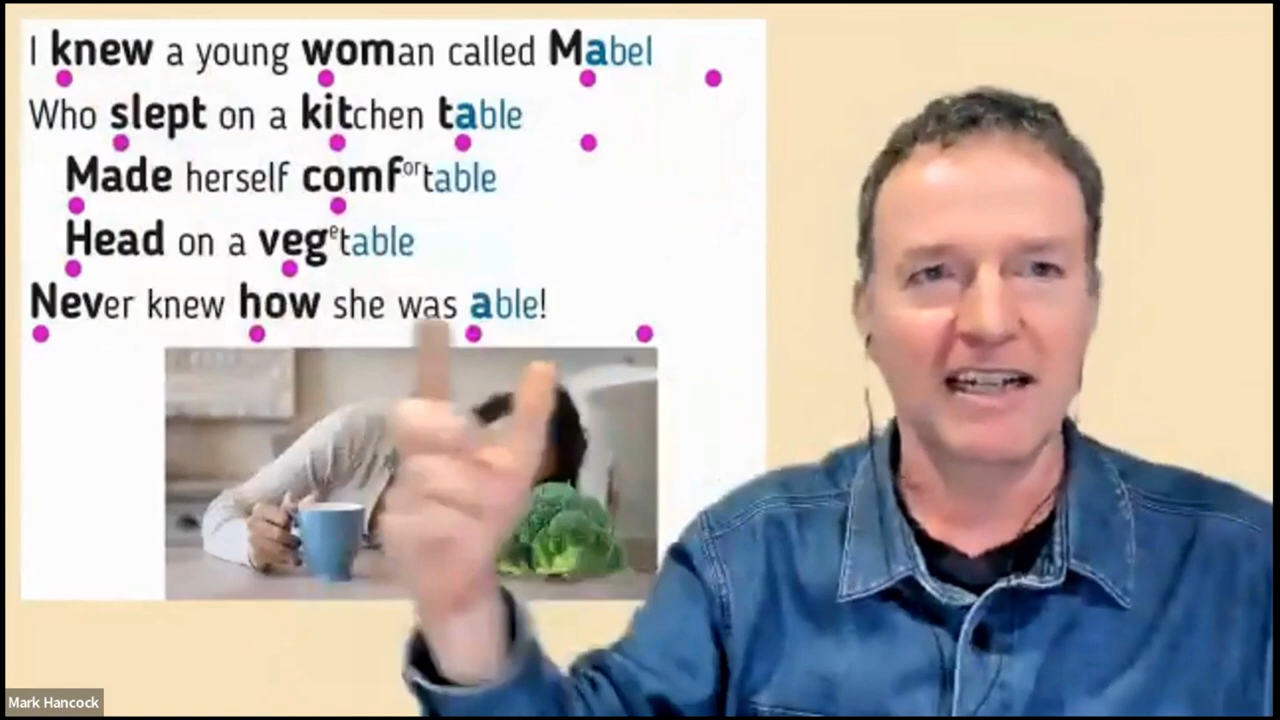 I knew a young woman called Mabel
Who slept on a kitchen table
Made herself comfortable
Head on a vegetable
Never knew how she was able!
Mark Hancock